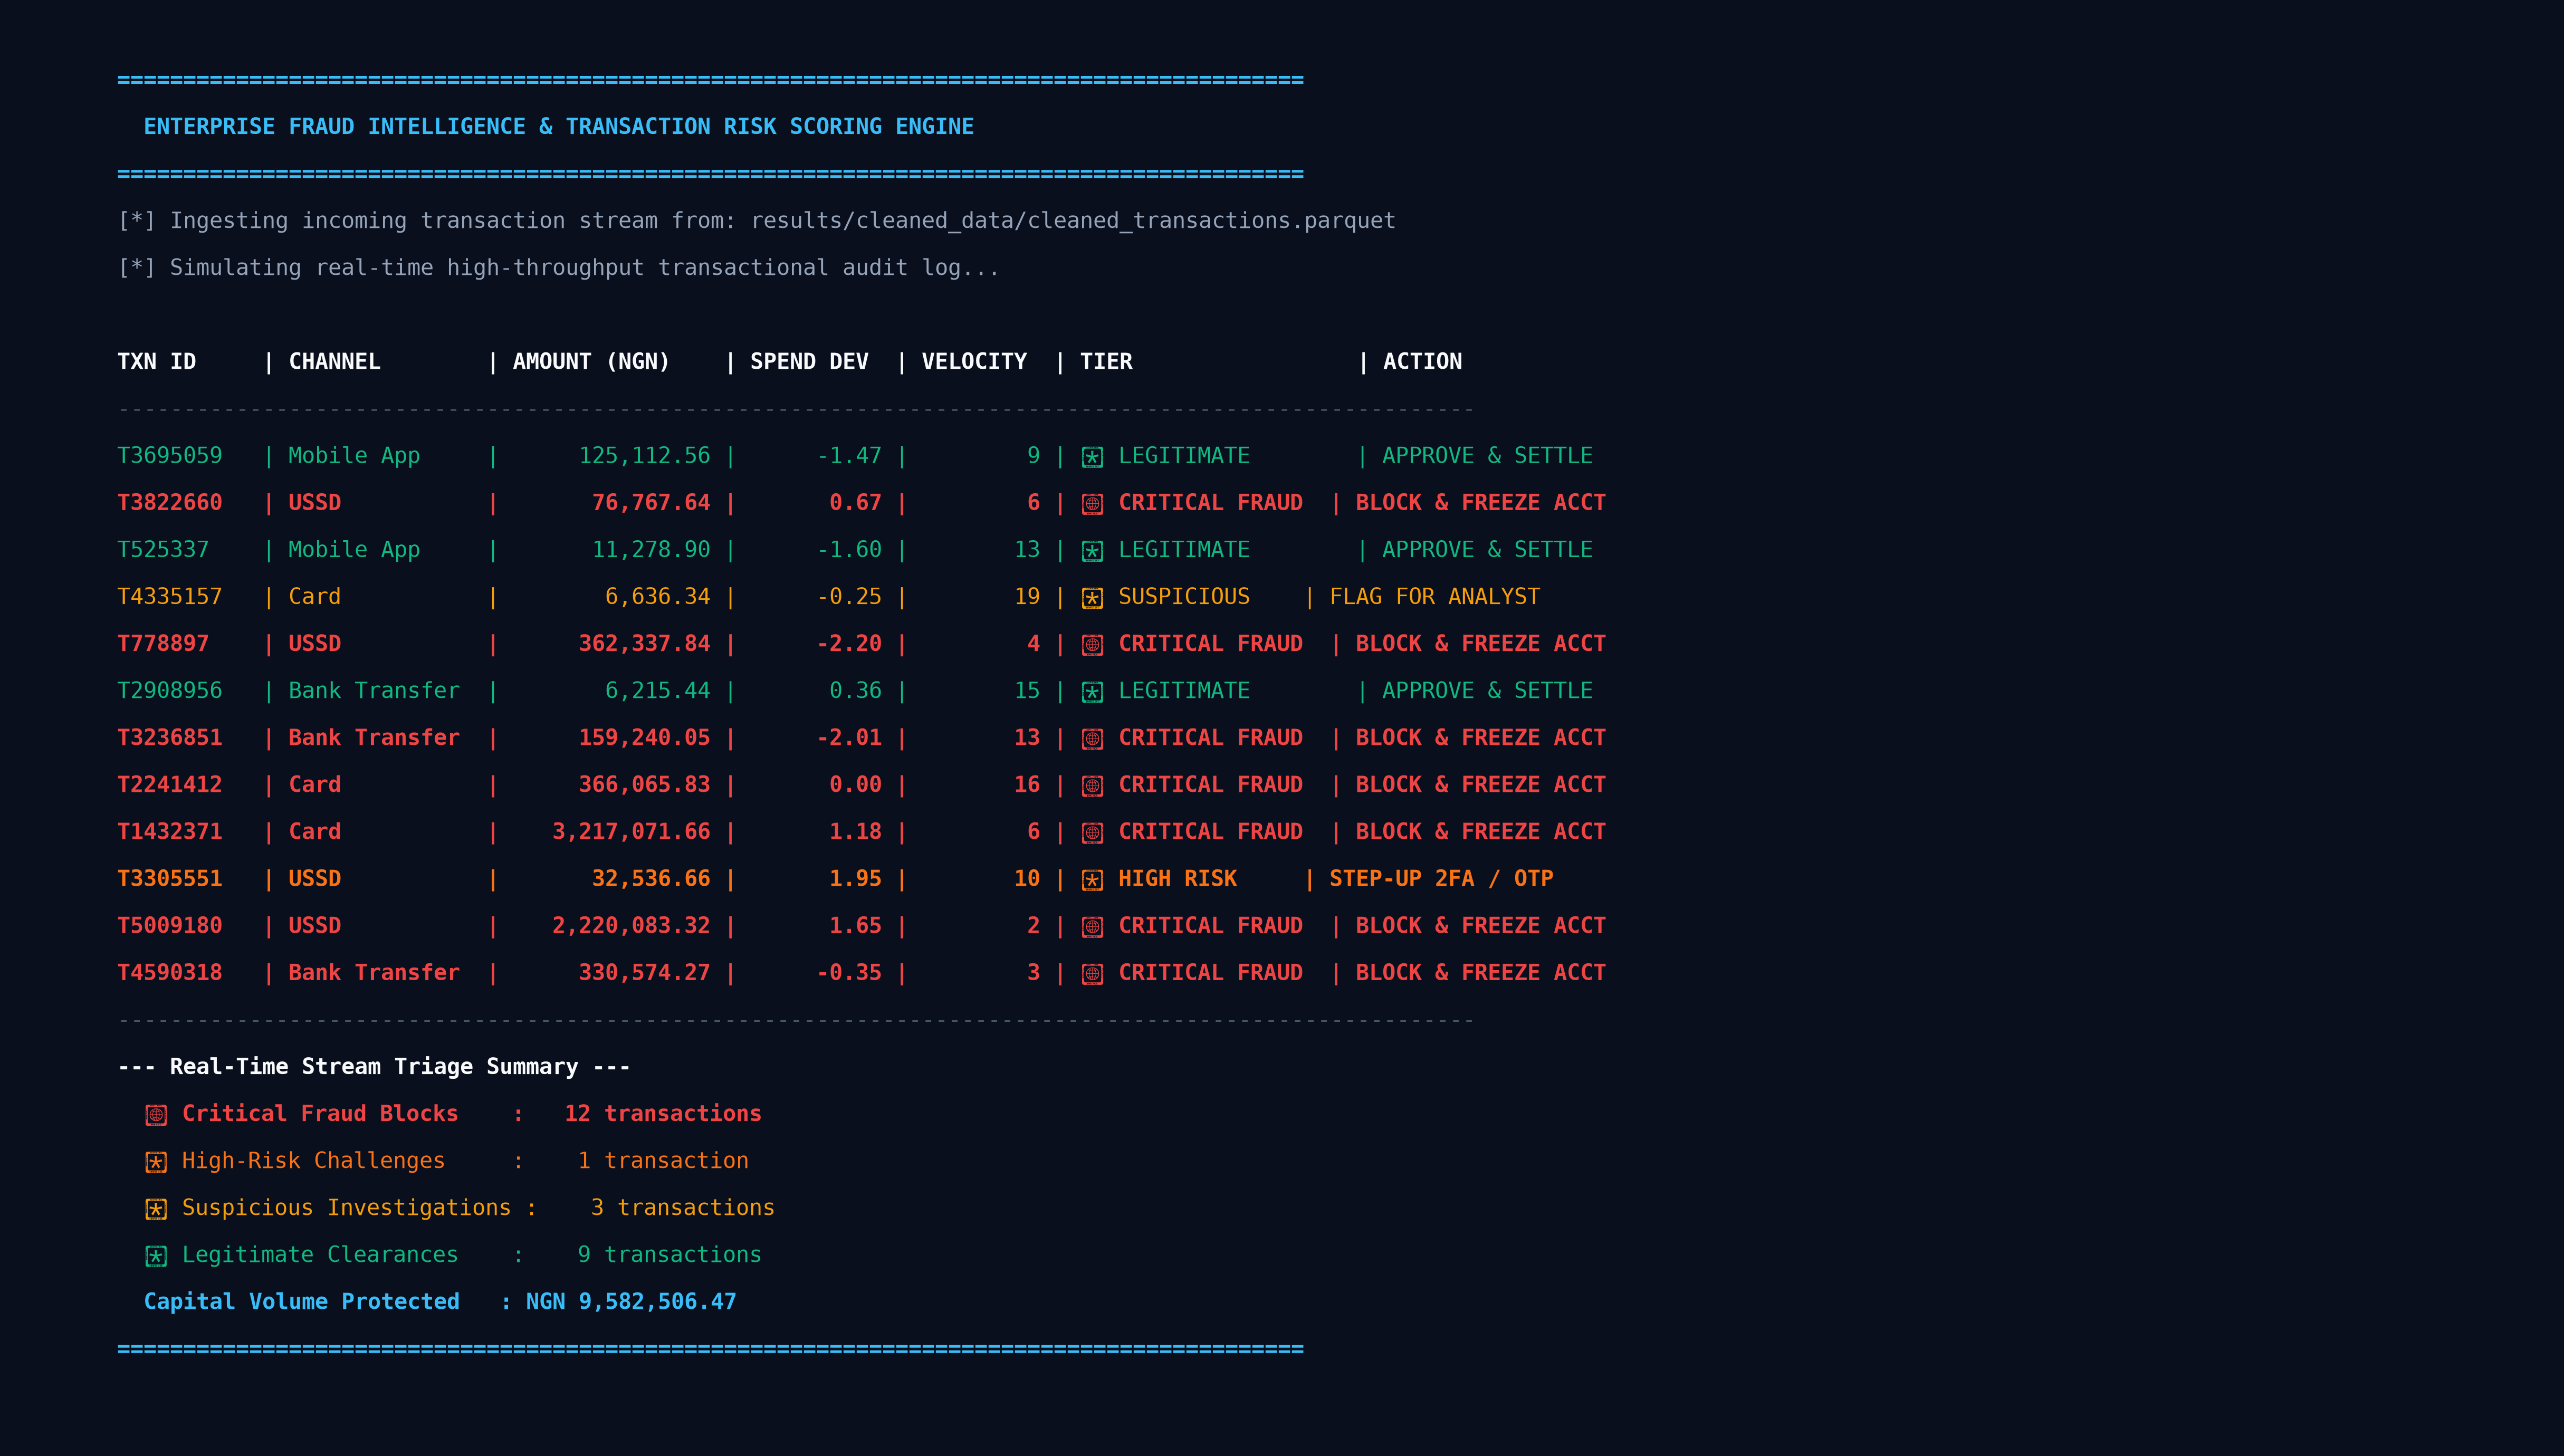 ==========================================================================================
ENTERPRISE FRAUD INTELLIGENCE & TRANSACTION RISK SCORING ENGINE
==========================================================================================
[*] Ingesting incoming transaction stream from: results/cleaned_data/cleaned_transactions.parquet
[*] Simulating real-time high-throughput transactional audit log...
TXN ID | CHANNEL | AMOUNT (NGN) | SPEND DEV | VELOCITY | TIER | ACTION
-------------------------------------------------------------------------------------------------------
T3695059 | Mobile App | 125,112.56 | -1.47 | 9 | LEGITIMATE | APPROVE & SETTLE
T3822660 | USSD | 76,767.64 | 0.67 | 6 | CRITICAL FRAUD | BLOCK & FREEZE ACCT
T525337 | Mobile App | 11,278.90 | -1.60 | 13 | LEGITIMATE | APPROVE & SETTLE
T4335157 | Card | 6,636.34 | -0.25 | 19 | SUSPICIOUS | FLAG FOR ANALYST
T778897 | USSD | 362,337.84 | -2.20 | 4 | CRITICAL FRAUD | BLOCK & FREEZE ACCT
T2908956 | Bank Transfer | 6,215.44 | 0.36 | 15 | LEGITIMATE | APPROVE & SETTLE
T3236851 | Bank Transfer | 159,240.05 | -2.01 | 13 | CRITICAL FRAUD | BLOCK & FREEZE ACCT
T2241412 | Card | 366,065.83 | 0.00 | 16 | CRITICAL FRAUD | BLOCK & FREEZE ACCT
T1432371 | Card | 3,217,071.66 | 1.18 | 6 | CRITICAL FRAUD | BLOCK & FREEZE ACCT
T3305551 | USSD | 32,536.66 | 1.95 | 10 | HIGH RISK | STEP-UP 2FA / OTP
T5009180 | USSD | 2,220,083.32 | 1.65 | 2 | CRITICAL FRAUD | BLOCK & FREEZE ACCT
T4590318 | Bank Transfer | 330,574.27 | -0.35 | 3 | CRITICAL FRAUD | BLOCK & FREEZE ACCT
-------------------------------------------------------------------------------------------------------
--- Real-Time Stream Triage Summary ---
Critical Fraud Blocks : 12 transactions
High-Risk Challenges : 1 transaction
Suspicious Investigations : 3 transactions
Legitimate Clearances : 9 transactions
Capital Volume Protected : NGN 9,582,506.47
==========================================================================================